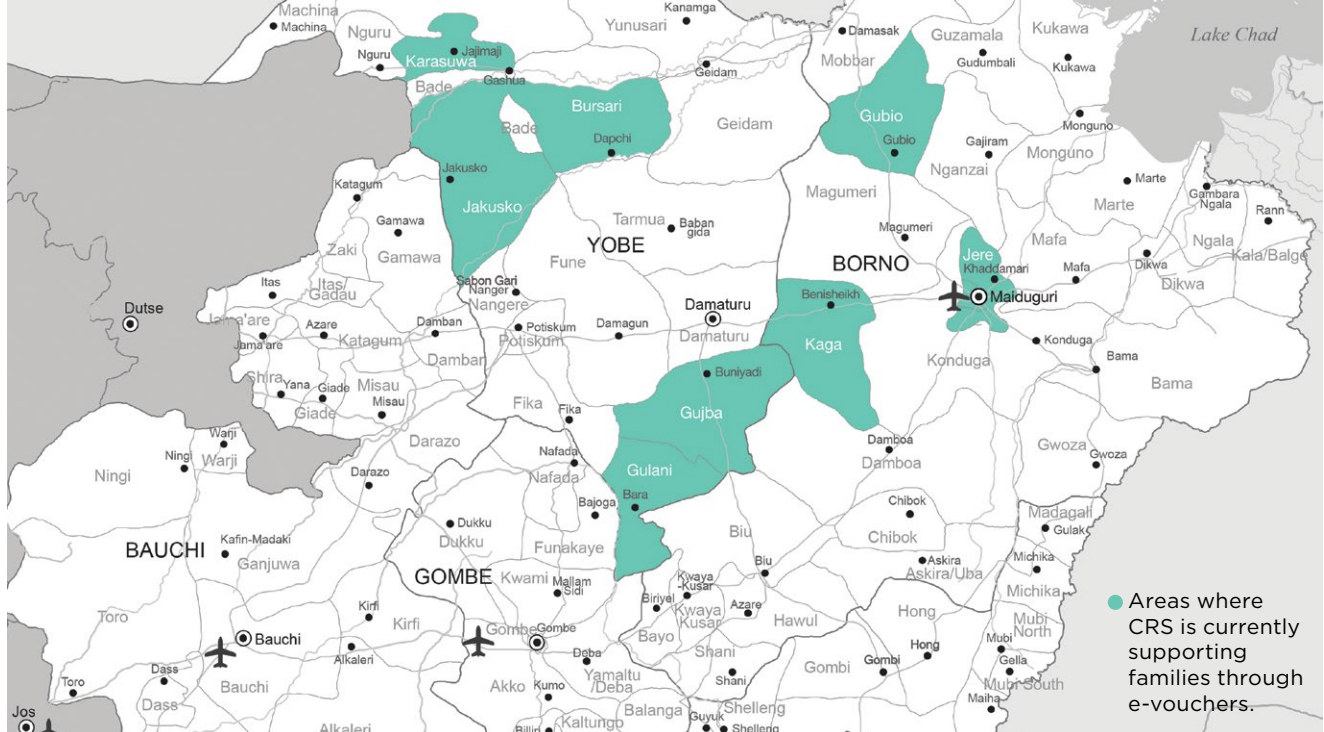 Machina
Machina
Kanamga
Yunusari
Nguru
Nguru
Jajimaji
Karasuwa
Gashua
Bade
Bade
Bursari
Dapchi
Geidam
Geidam
Damasak
Mobbar
Guzamala
Gudumbali
Kukawa
Kukawa
Lake Chad
Gubio
Gubio
Gajiram
Nganzai
Monguno
Monguno
Marte
Marte
Gambara
Ngala
Rann
Ngala
Kala/Balge
Katagum
Jakusko
Jakusko
Gamawa
Gamawa
Zaki
Tarmua
Baban
gida
YOBE
Fune
Magumeri
Magumeri
BORNO
Jere
Khaddamari
Maiduguri
Mafa
Mafa
Dikwa
Dikwa
Itas
Itas/
Gadau
Sabon Gari
Nanger
Nangere
Dutse
Jama'are
Jama'are
Azare
Katagum
Damban
Damban
Potiskum
Potiskum
Damagun
Damaturu
Damaturu
Benisheikh
Kaga
Konduga
Konduga
Bama
Bama
Shira
Yana
Giade
Giade
Misau
Misau
Buniyadi
Gujba
Fika
Fika
Warji
Warji
Ningi
Ningi
Darazo
Darazo
Nafada
Nafada
Gulani
Bara
Damboa
Damboa
Gwoza
Gwoza
Bajoga
Dukku
Dukku
Funakaye
Chibok
Chibok
Madagali
Gulak
BAUCHI
Kafin-Madaki
Ganjuwa
GOMBE
Kwami
Mallam
Sidi
Biu
Biu
Askira
Askira/Uba
Michika
Michika
Kwaya
-Kusar
Kwaya
Kusar
Biriyel
Azare
Bayo
Hawul
Hong
Hong
Toro
Toro
Kirfi
Kirfi
Bauchi
Bauchi
Alkaleri
Alkaleri
Gombe
Gombe
Deba
Yamaltu
/Deba
Shani
Shani
Gombi
Gombi
Mubi
North
Mubi
Gella
Mubi South
Maiha
Dass
Dass
Akko
Kumo
Balanga
Kaltungo
Shelleng
Shelleng
Guyuk
Jos
Areas where
CRS is currently
supporting
families through
e-vouchers.